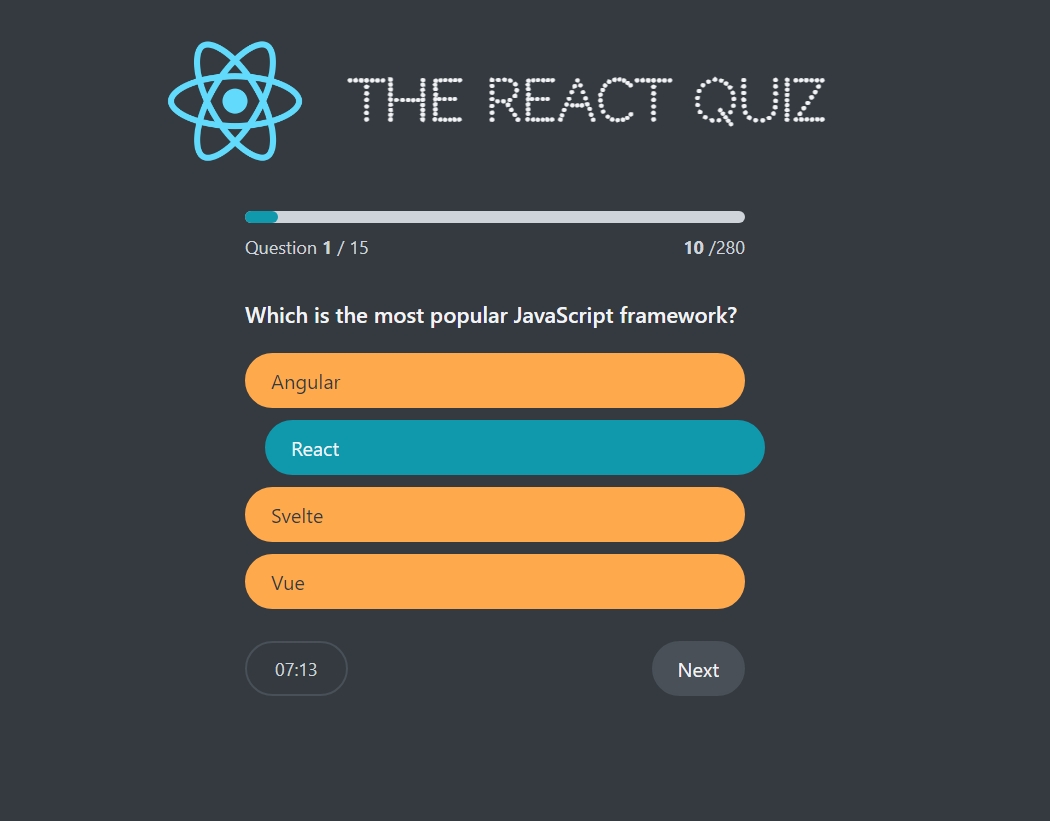 THE REACT QUIZ
Question 1 / 15
10 /280
Which is the most popular JavaScript framework?
Angular
React
Svelte
Vue
07:13
Next